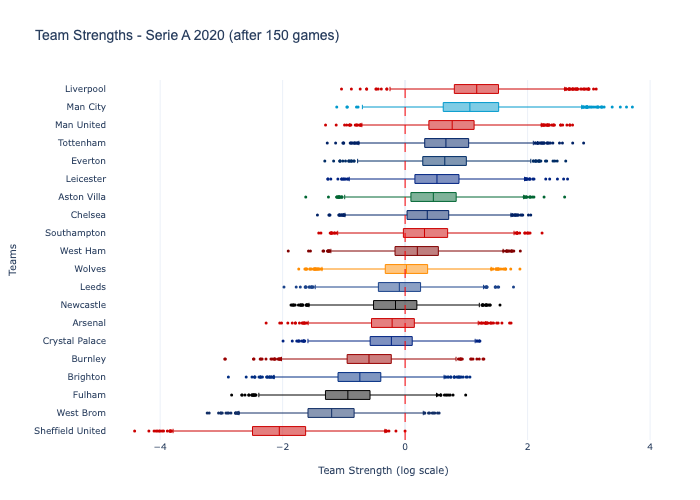 Team Strengths - Serie A 2020 (after 150 games)
Liverpool
Man City
Man United
Tottenham
Everton
Leicester
Aston Villa
Chelsea
Southampton
West Ham
Wolves
Leeds
Newcastle
Arsenal
Crystal Palace
Burnley
Brighton
Fulham
West Brom
Sheffield United
Teams
−4 −2 0 2 4
Team Strength (log scale)